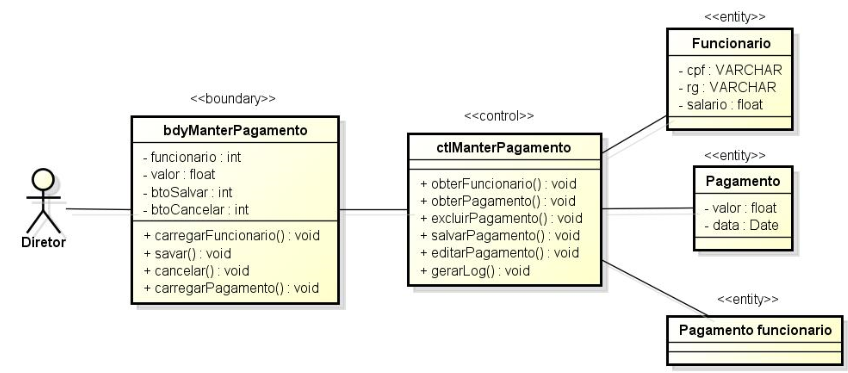 Diretor
<<boundary>>
bdyManterPagamento
- funcionario : int
- valor : float
- btoSalvar : int
- btoCancelar : int
+ carregarFuncionario() : void
+ savar() : void
+ cancelar() : void
+ carregarPagamento() : void
<<control>>
ctlManterPagamento
+ obterFuncionario() : void
+ obterPagamento() : void
+ excluirPagamento() : void
+ salvarPagamento() : void
+ editarPagamento() : void
+ gerarLog() : void
<<entity>>
Funcionario
- cpf : VARCHAR
- rg : VARCHAR
- salario : float
<<entity>>
Pagamento
- valor : float
- data : Date
<<entity>>
Pagamento funcionario